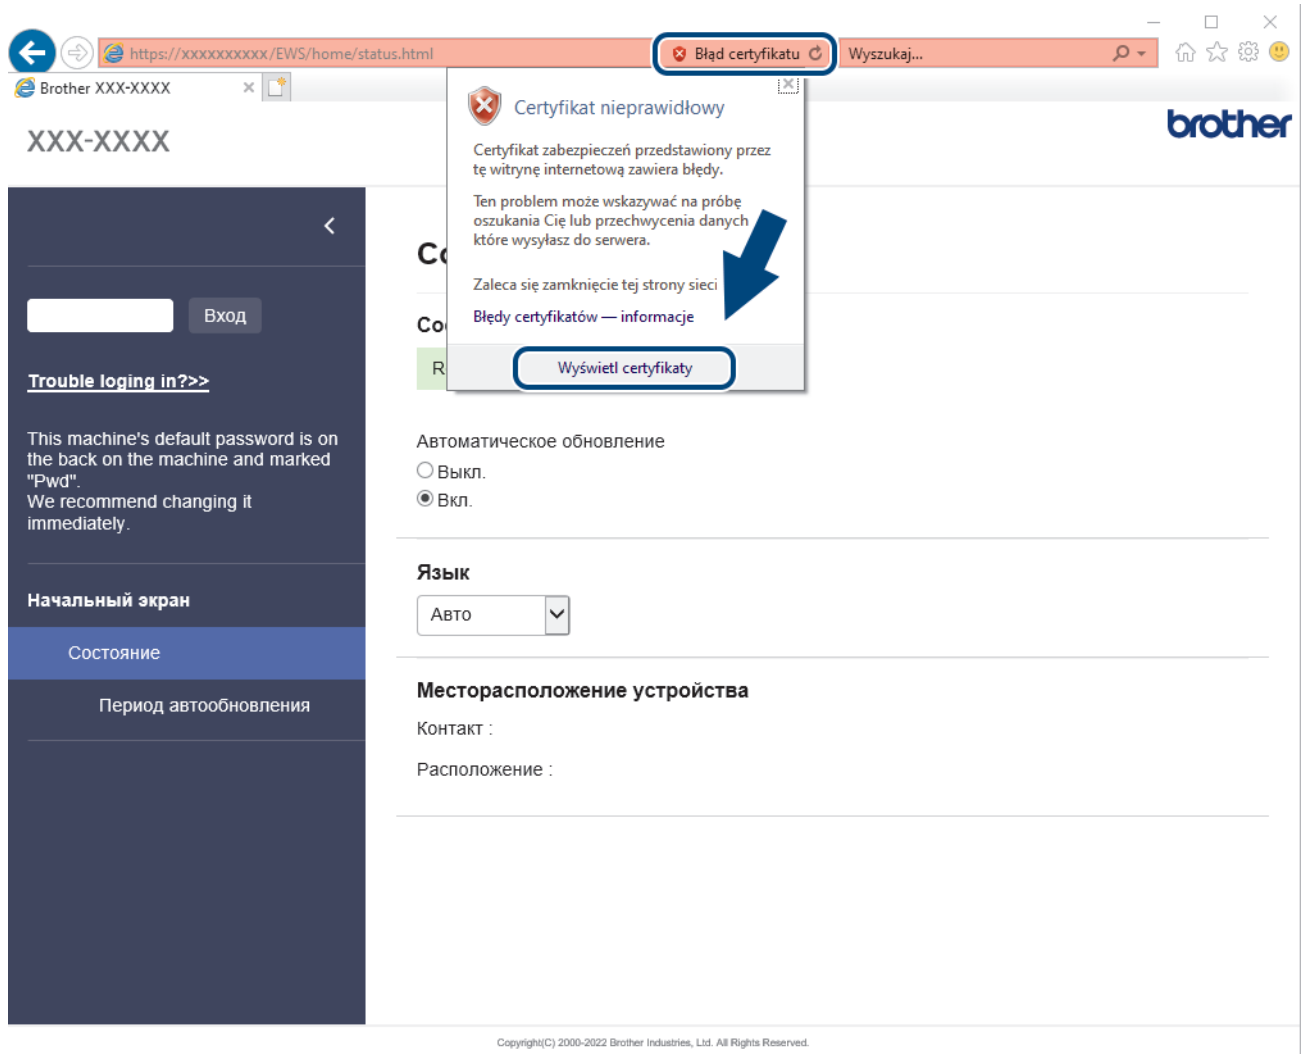 https://xxxxxxxxxx/EWS/home/status.html
Błąd certyfikatu
Wyszukaj...
Brother XXX-XXXX
XXX-XXXX
brother
Certyfikat nieprawidłowy
Certyfikat zabezpieczeń przedstawiony przez
tę witrynę internetową zawiera błędy.
Ten problem może wskazywać na próbę
oszukania Cię lub przechwycenia danych
które wysyłasz do serwera.
Zaleca się zamknięcie tej strony sieci
Błędy certyfikatów — informacje
Wyświetl certyfikaty
Вход
Trouble loging in?>>
This machine's default password is on
the back on the machine and marked
"Pwd".
We recommend changing it
immediately.
Начальный экран
Состояние
Период автообновления
Автоматическое обновление
Выкл.
Вкл.
Язык
Авто
Месторасположение устройства
Контакт :
Расположение :
Copyright(C) 2000-2022 Brother Industries, Ltd. All Rights Reserved.